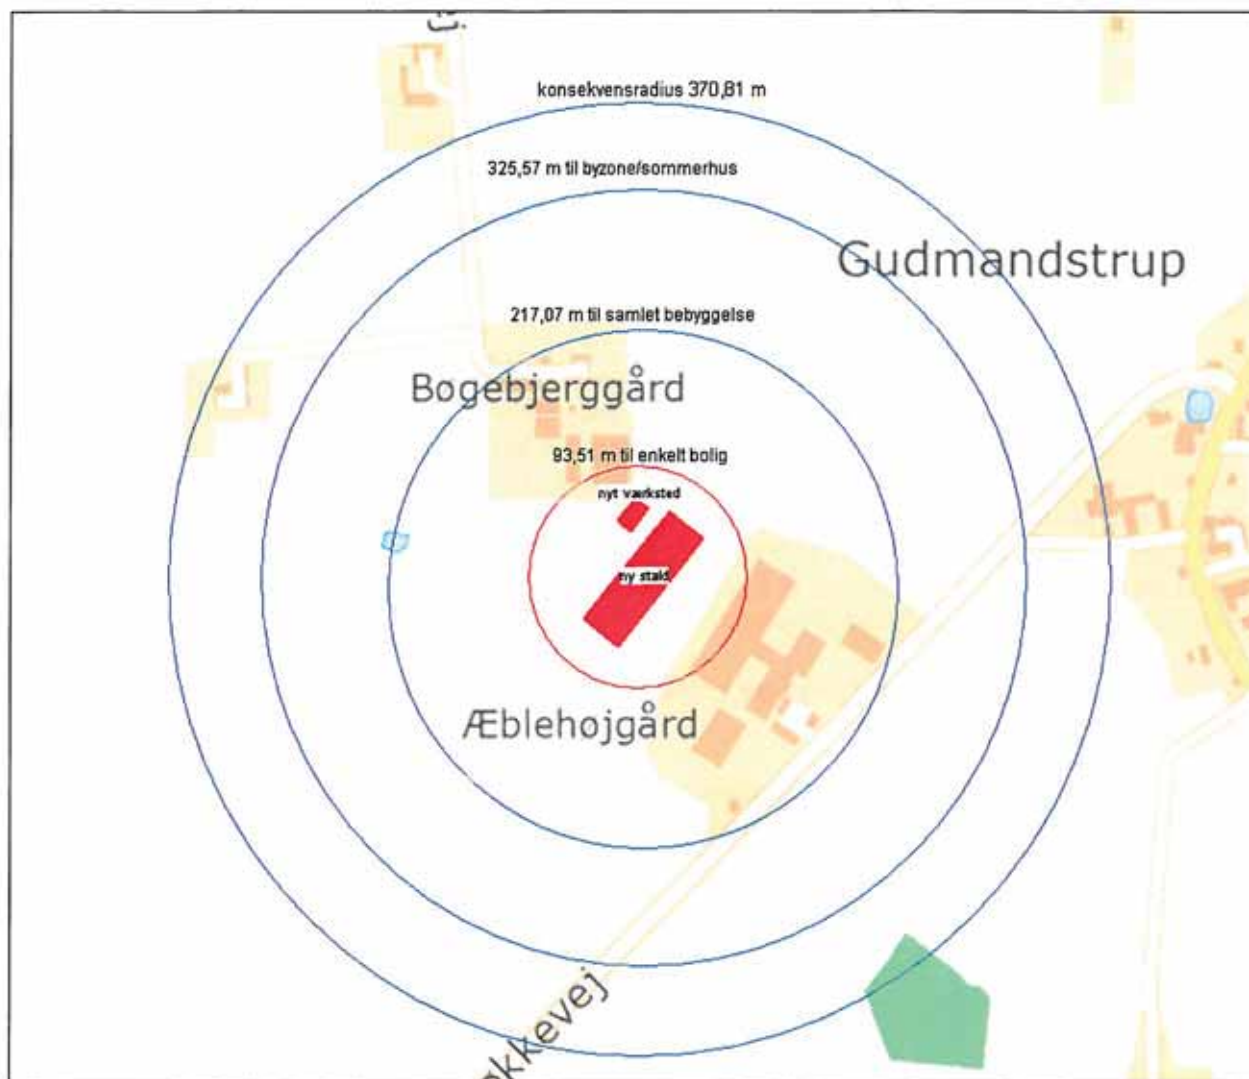 konsekvensradius 370,81 m
325,57 m til byzone/sommerhus
Gudmandstrup
217,07 m til samlet bebyggelse
Bogebjerggård
93,51 m til enkelt bolig
nyt værksted
ny stald
Æblehojgård
økkevej